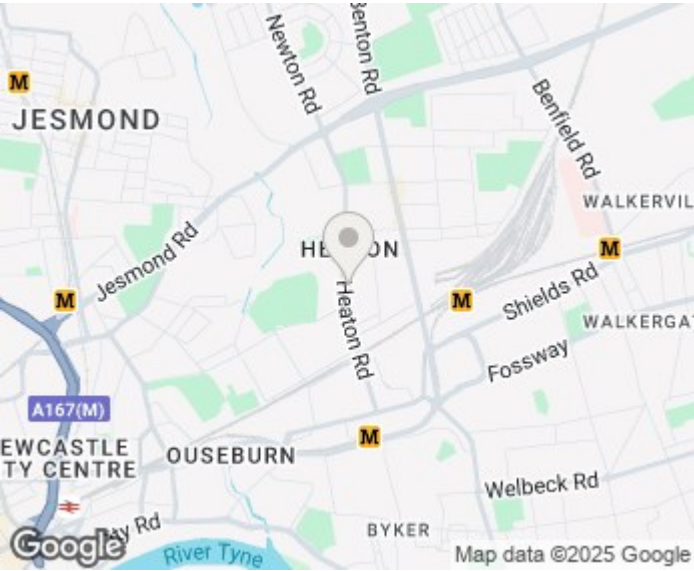 Newton Rd
Benton Rd
M
JESMOND
Benfield Rd
WALKERVIL
HE ON
Jesmond Rd
M
M
M
Shields Rd
Heaton Rd
WALKERGA
Fossway
A167(M)
EWCASTLE
TY CENTRE
OUSEBURN
M
Welbeck Rd
ty Rd
BYKER
River Tyne
Google
Map data ©2025 Google